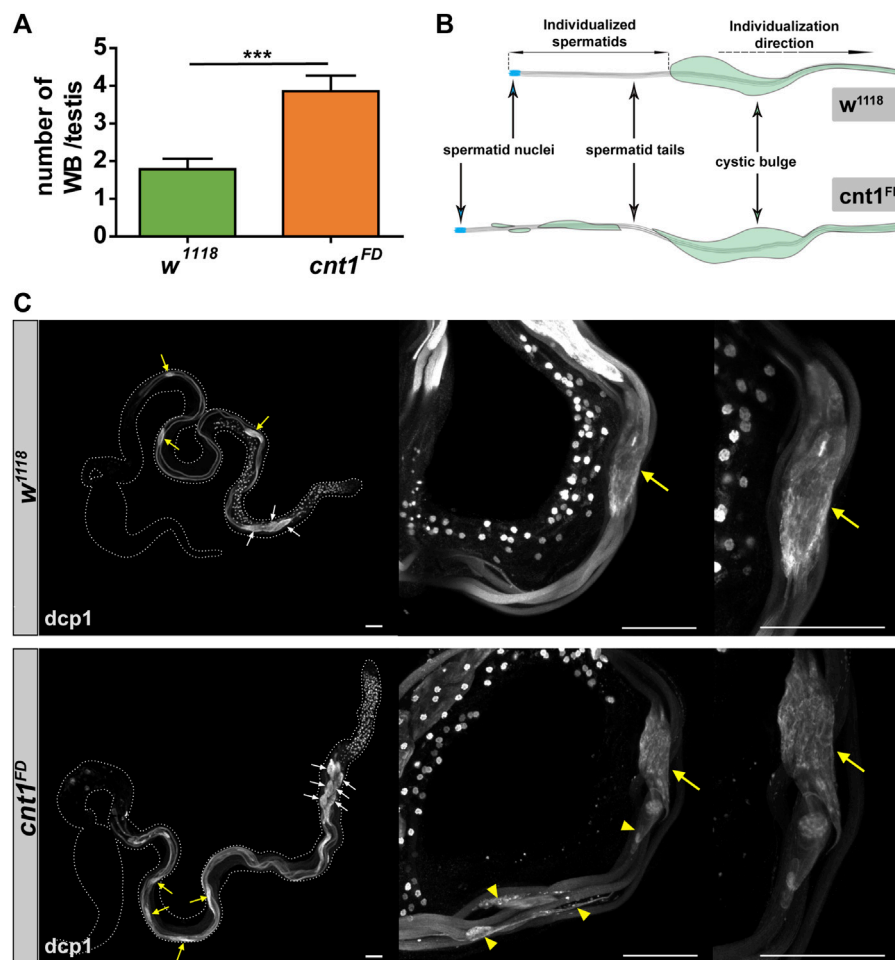 A
number of
WB /testis
5
4
3
2
1
0
***
w¹¹¹⁸
cnt1ᶠᴰ
B
Individualized
spermatids
Individualization
direction
w¹¹¹⁸
spermatid nuclei
spermatid tails
cystic bulge
cnt1ᶠᴰ
C
w¹¹¹⁸
dcp1
cnt1ᶠᴰ
dcp1